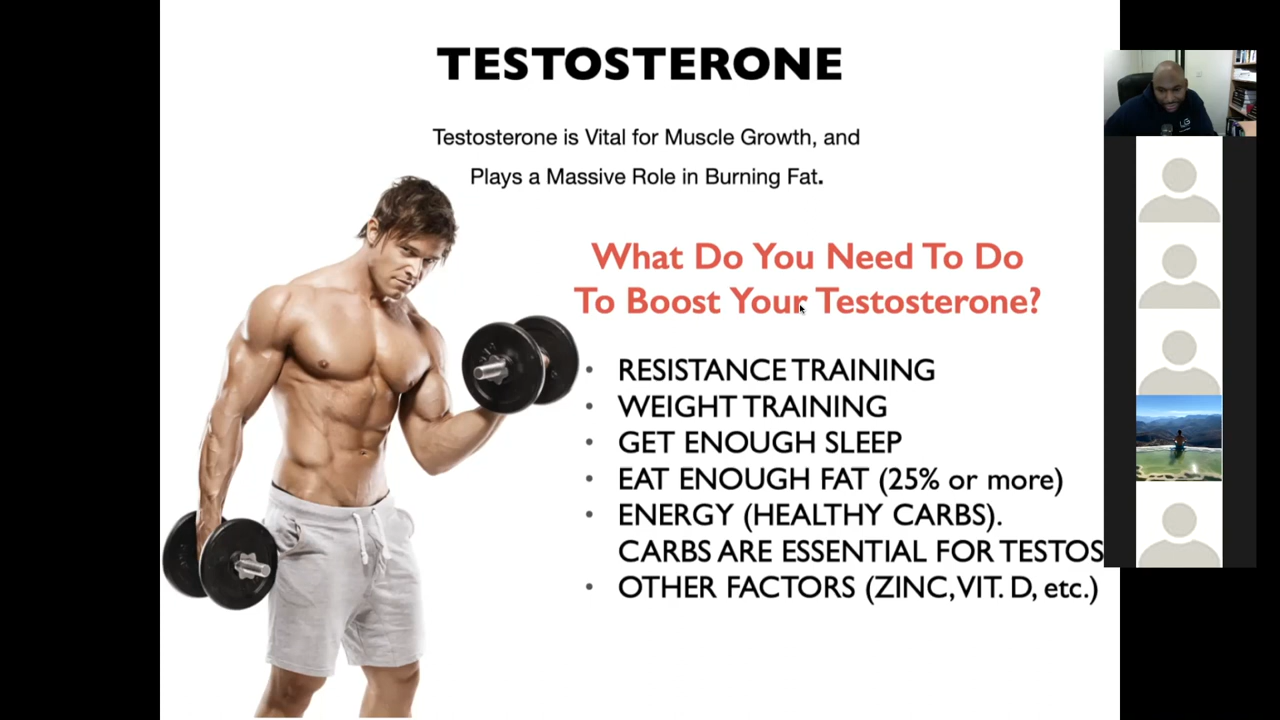 TESTOSTERONE
Testosterone is Vital for Muscle Growth, and
Plays a Massive Role in Burning Fat.
What Do You Need To Do
To Boost Your Testosterone?
• RESISTANCE TRAINING
• WEIGHT TRAINING
• GET ENOUGH SLEEP
• EAT ENOUGH FAT (25% or more)
• ENERGY (HEALTHY CARBS).
CARBS ARE ESSENTIAL FOR TESTOS
• OTHER FACTORS (ZINC, VIT. D, etc.)
LG